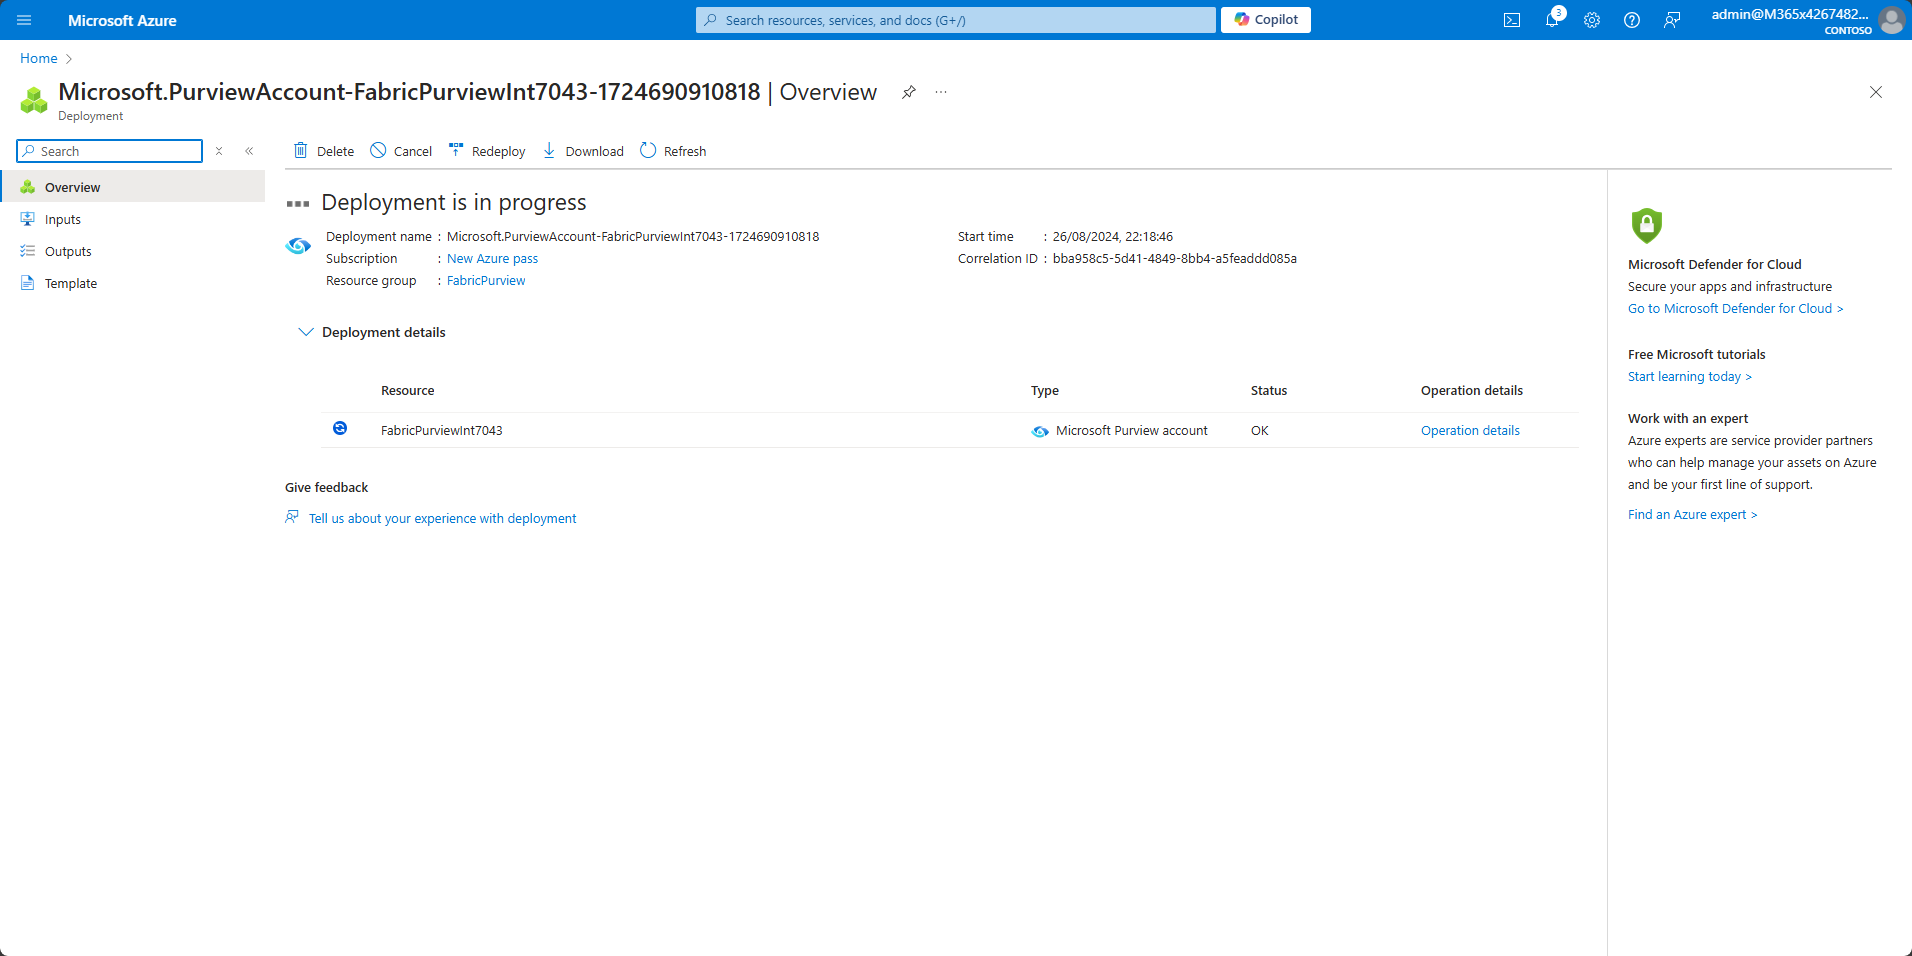 Microsoft Azure
Search resources, services, and docs (G+/)
Copilot
3
admin@M365x4267482...
CONTOSO
Home
Microsoft.PurviewAccount-FabricPurviewInt7043-1724690910818 | Overview
Deployment
Search
Delete
Cancel
Redeploy
Download
Refresh
Overview
Inputs
Outputs
Template
Deployment is in progress
Deployment name : Microsoft.PurviewAccount-FabricPurviewInt7043-1724690910818
Subscription : New Azure pass
Resource group : FabricPurview
Start time : 26/08/2024, 22:18:46
Correlation ID : bba958c5-5d41-4849-8bb4-a5feaddd085a
Deployment details
Resource Type Status Operation details
FabricPurviewInt7043 Microsoft Purview account OK Operation details
Give feedback
Tell us about your experience with deployment
Microsoft Defender for Cloud
Secure your apps and infrastructure
Go to Microsoft Defender for Cloud >
Free Microsoft tutorials
Start learning today >
Work with an expert
Azure experts are service provider partners
who can help manage your assets on Azure
and be your first line of support.
Find an Azure expert >